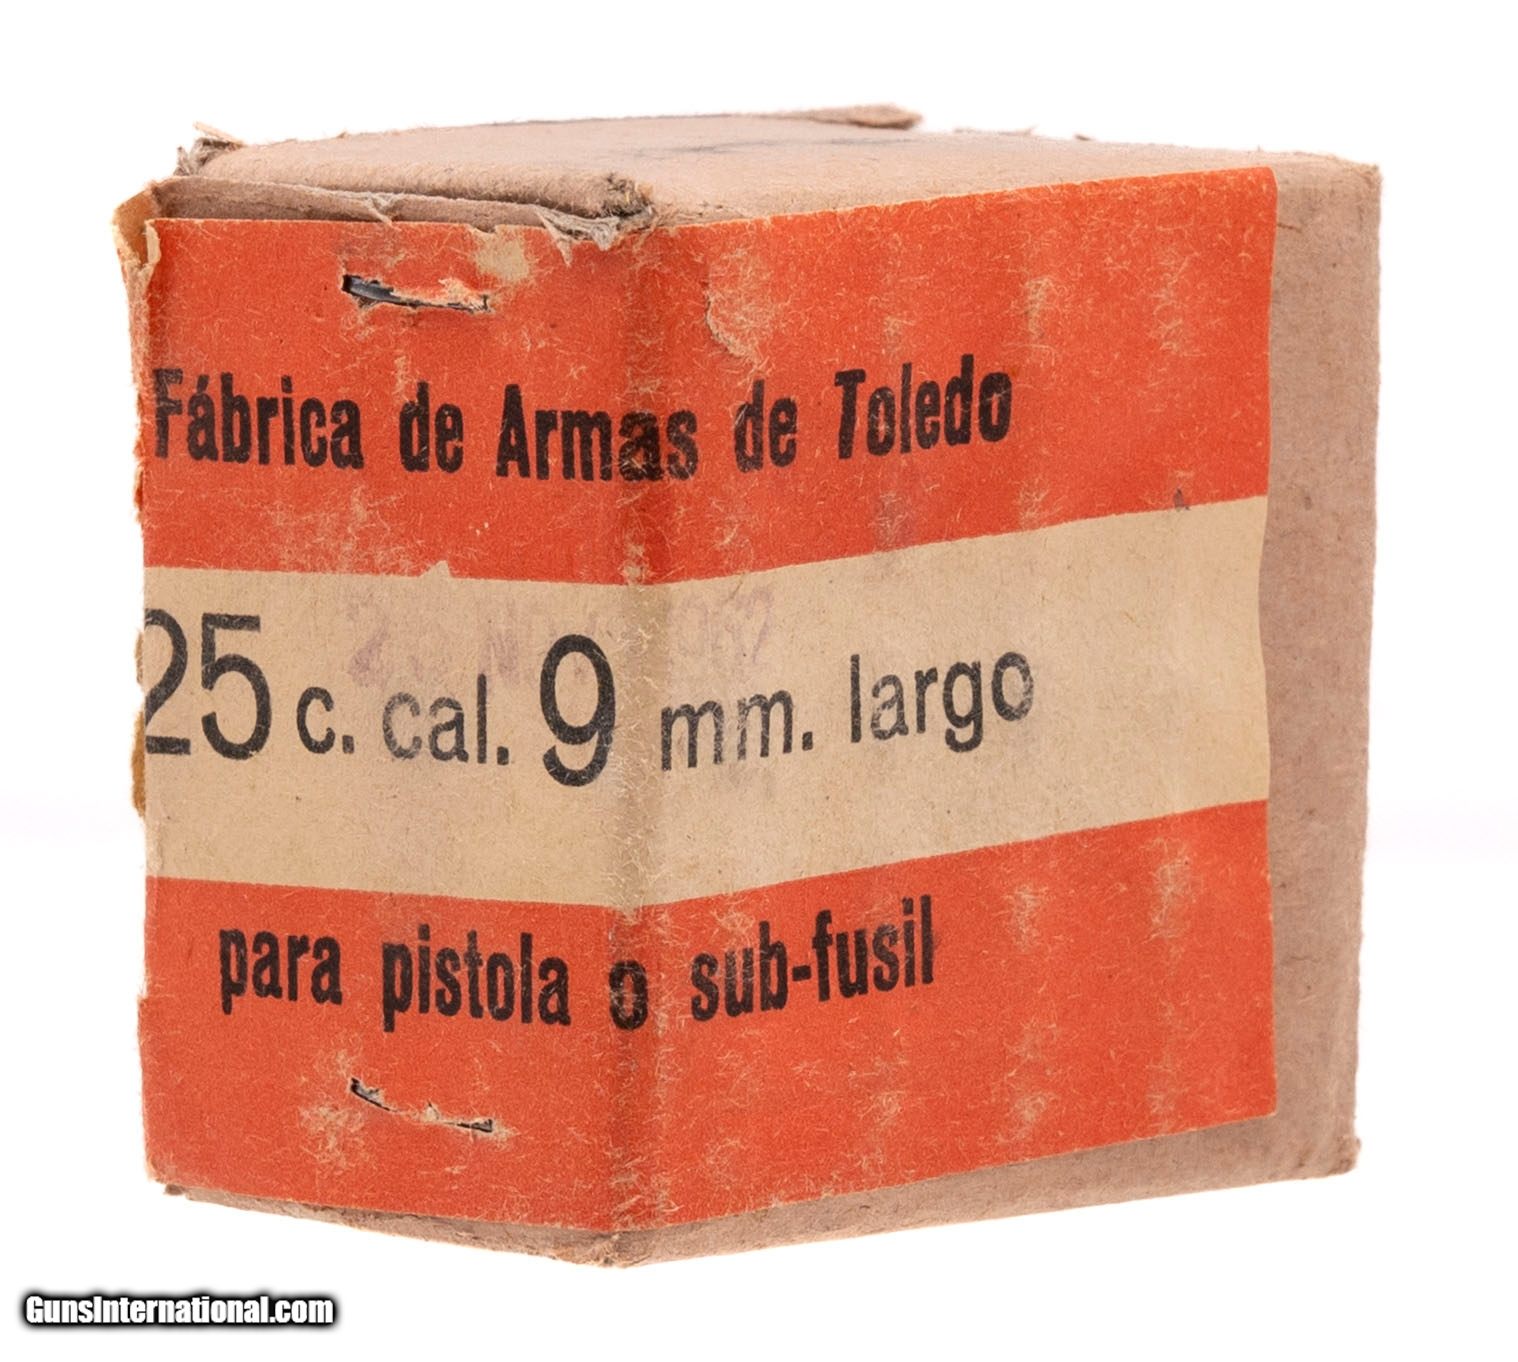 Fábrica de Armas de Toledo
25 c. cal. 9 mm. largo
para pistola o sub-fusil
GunsInternational.com